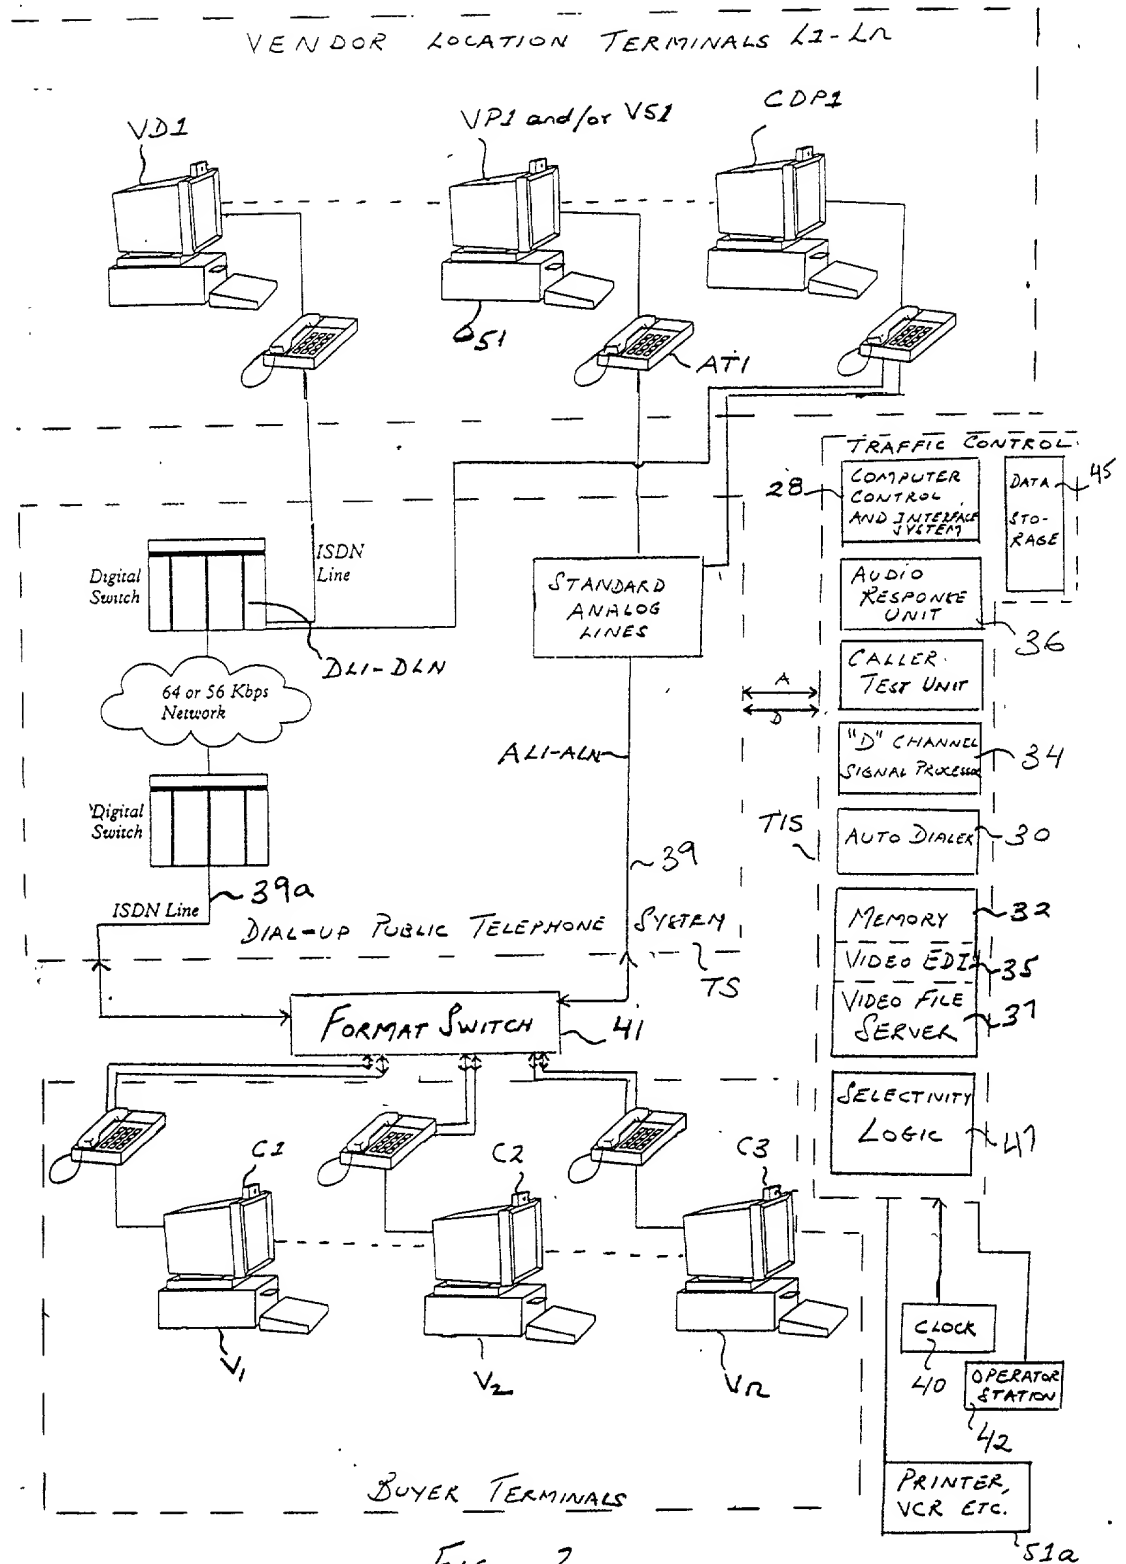 VENDOR LOCATION TERMINALS L1-Ln
VD1
VP1 and/or VS1
CDP1
51
AT1
TRAFFIC CONTROL
28
COMPUTER
CONTROL
AND INTERFACE
SYSTEM
DATA
STO-
RAGE
45
ISDN
Line
Digital
Switch
DL1-DLN
STANDARD
ANALOG
LINES
AUDIO
RESPONSE
UNIT
36
CALLER
TEST UNIT
64 or 56 Kbps
Network
A
D
AL1-ALN
"D" CHANNEL
SIGNAL PROCESSOR
34
Digital
Switch
TIS
AUTO DIALER
30
39
39a
ISDN Line
MEMORY
32
DIAL-UP PUBLIC TELEPHONE SYSTEM
VIDEO EDI
35
TS
VIDEO FILE
SERVER
37
FORMAT SWITCH
41
SELECTIVITY
LOGIC
47
C1
C2
C3
V1
V2
Vn
CLOCK
40
OPERATOR
STATION
42
BUYER TERMINALS
PRINTER,
VCR ETC.
51a
FIG. 2